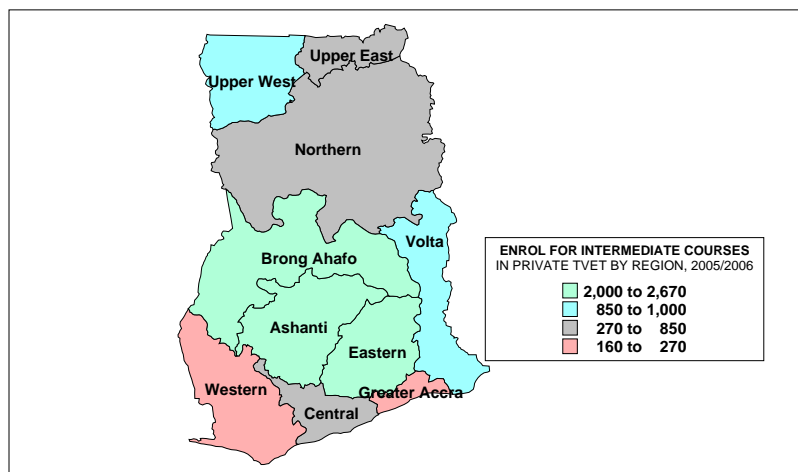 Upper East
Upper West
Northern
Volta
Brong Ahafo
Ashanti
Eastern
Western
Greater Accra
Central
ENROL FOR INTERMEDIATE COURSES
IN PRIVATE TVET BY REGION, 2005/2006
2,000 to 2,670
850 to 1,000
270 to 850
160 to 270